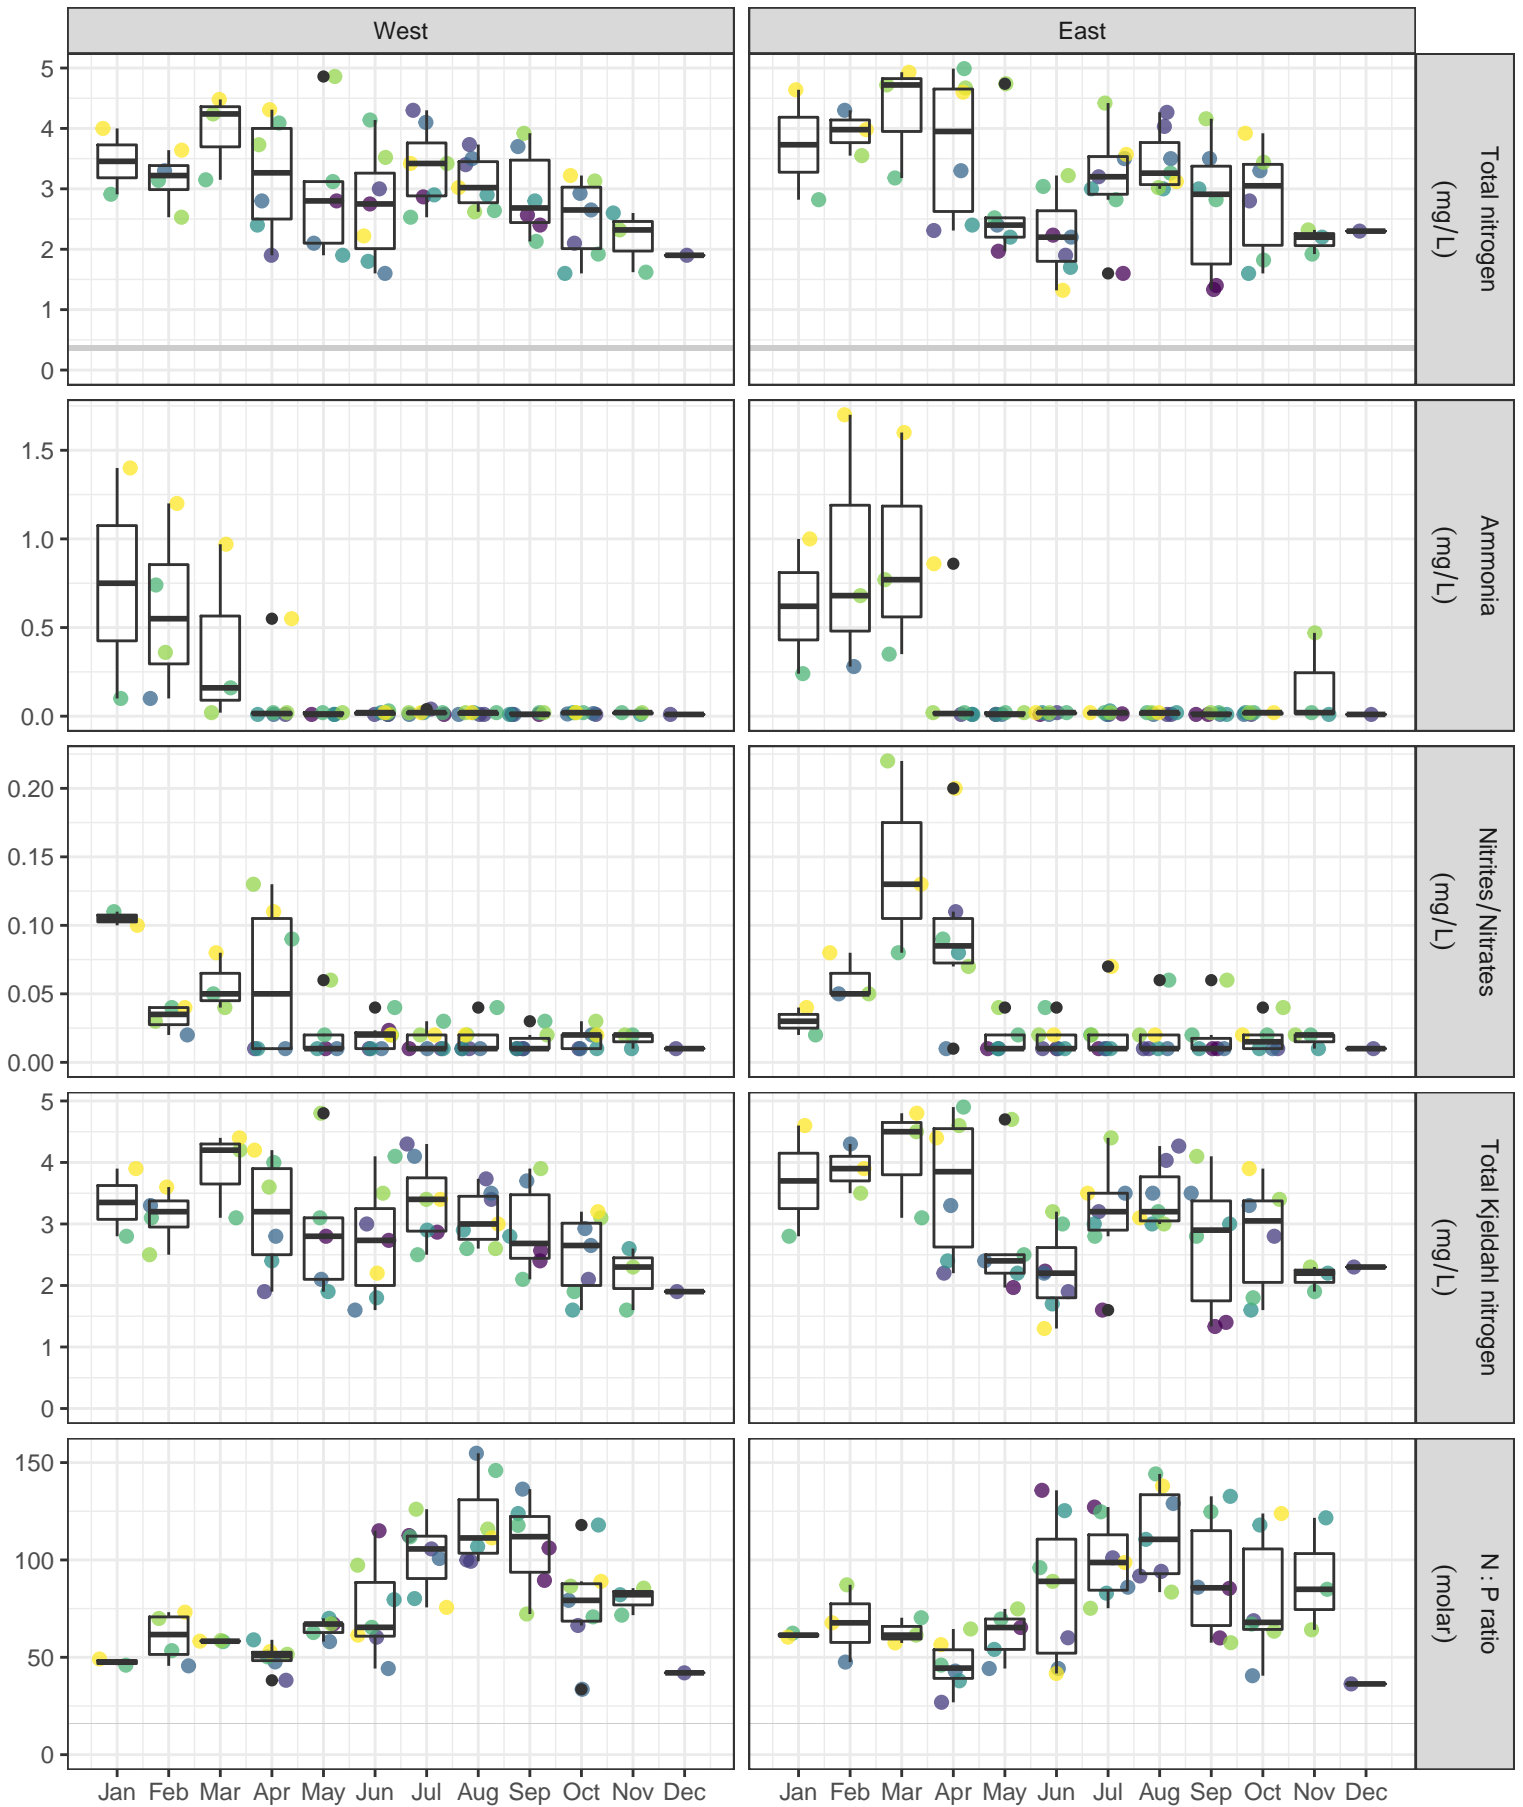 West
East
5
4
3
2
1
0
Total nitrogen
(mg/L)
1.5
1.0
0.5
0.0
Ammonia
(mg/L)
0.20
0.15
0.10
0.05
0.00
Nitrites/Nitrates
(mg/L)
5
4
3
2
1
0
Total Kjeldahl nitrogen
(mg/L)
150
100
50
0
N : P ratio
(molar)
Jan Feb Mar Apr May Jun Jul Aug Sep Oct Nov Dec
Jan Feb Mar Apr May Jun Jul Aug Sep Oct Nov Dec